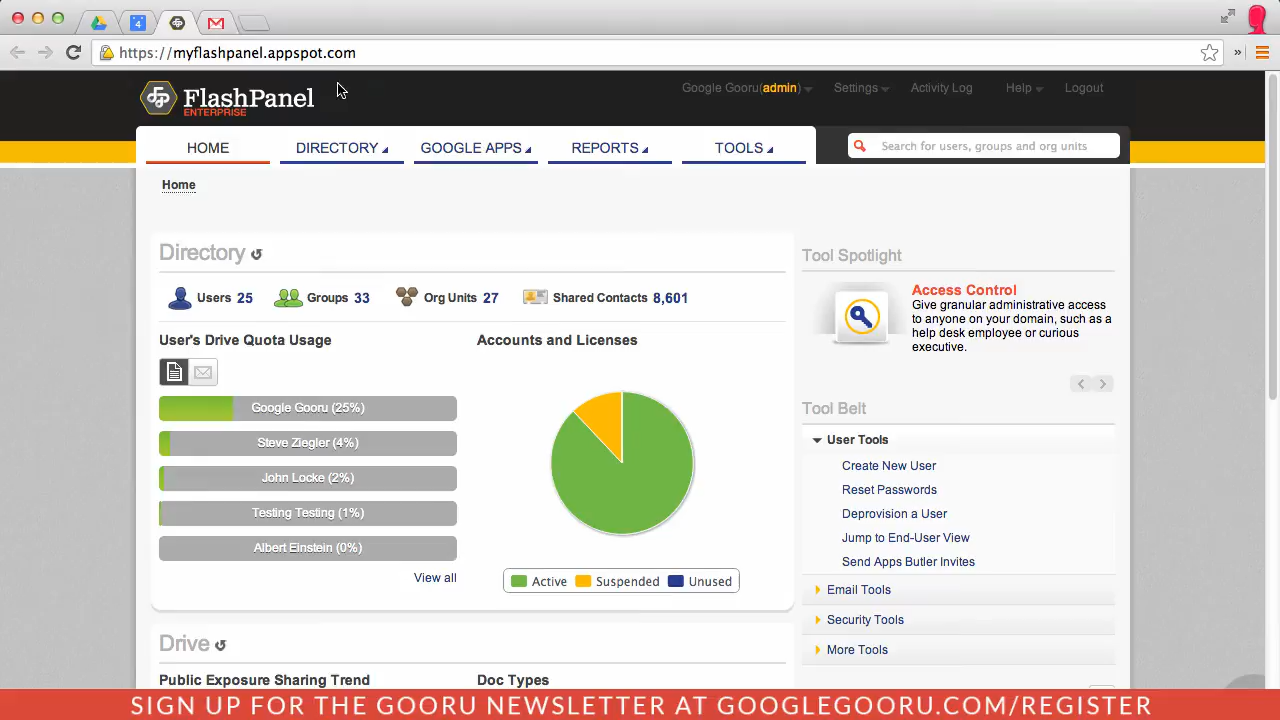 4
https://myflashpanel.appspot.com
FlashPanel
ENTERPRISE
Google Gooru(admin)
Settings
Activity Log
Help
Logout
HOME
DIRECTORY
GOOGLE APPS
REPORTS
TOOLS
Search for users, groups and org units
Home
Directory
Users 25
Groups 33
Org Units 27
Shared Contacts 8,601
User's Drive Quota Usage
Google Gooru (25%)
Steve Ziegler (4%)
John Locke (2%)
Testing Testing (1%)
Albert Einstein (0%)
View all
Accounts and Licenses
Active
Suspended
Unused
Tool Spotlight
Access Control
Give granular administrative access
to anyone on your domain, such as a
help desk employee or curious
executive.
Tool Belt
User Tools
Create New User
Reset Passwords
Deprovision a User
Jump to End-User View
Send Apps Butler Invites
Email Tools
Security Tools
More Tools
Drive
Public Exposure Sharing Trend
Doc Types
SIGN UP FOR THE GOORU NEWSLETTER AT GOOGLEGOORU.COM/REGISTER